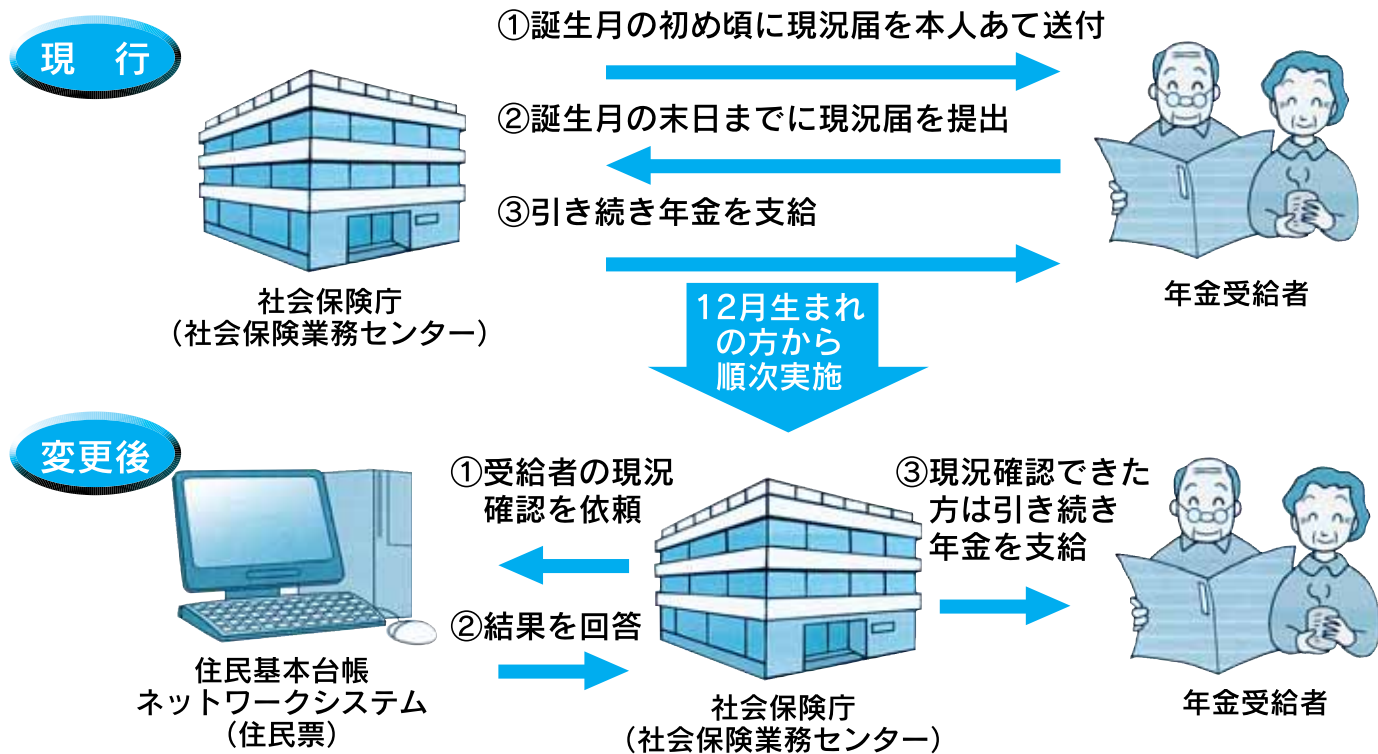 現　行
①誕生月の初め頃に現況届を本人あて送付
②誕生月の末日までに現況届を提出
③引き続き年金を支給
社会保険庁
（社会保険業務センター）
年金受給者
12月生まれ
の方から
順次実施
変更後
①受給者の現況
確認を依頼
②結果を回答
③現況確認できた
方は引き続き
年金を支給
住民基本台帳
ネットワークシステム
（住民票）
社会保険庁
（社会保険業務センター）
年金受給者